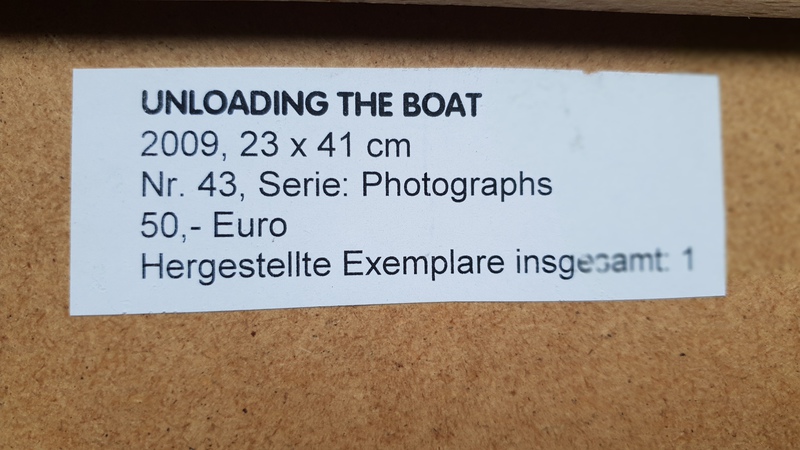 UNLOADING THE BOAT
2009, 23 x 41 cm
Nr. 43, Serie: Photographs
50,- Euro
Hergestellte Exemplare insgesamt: 1